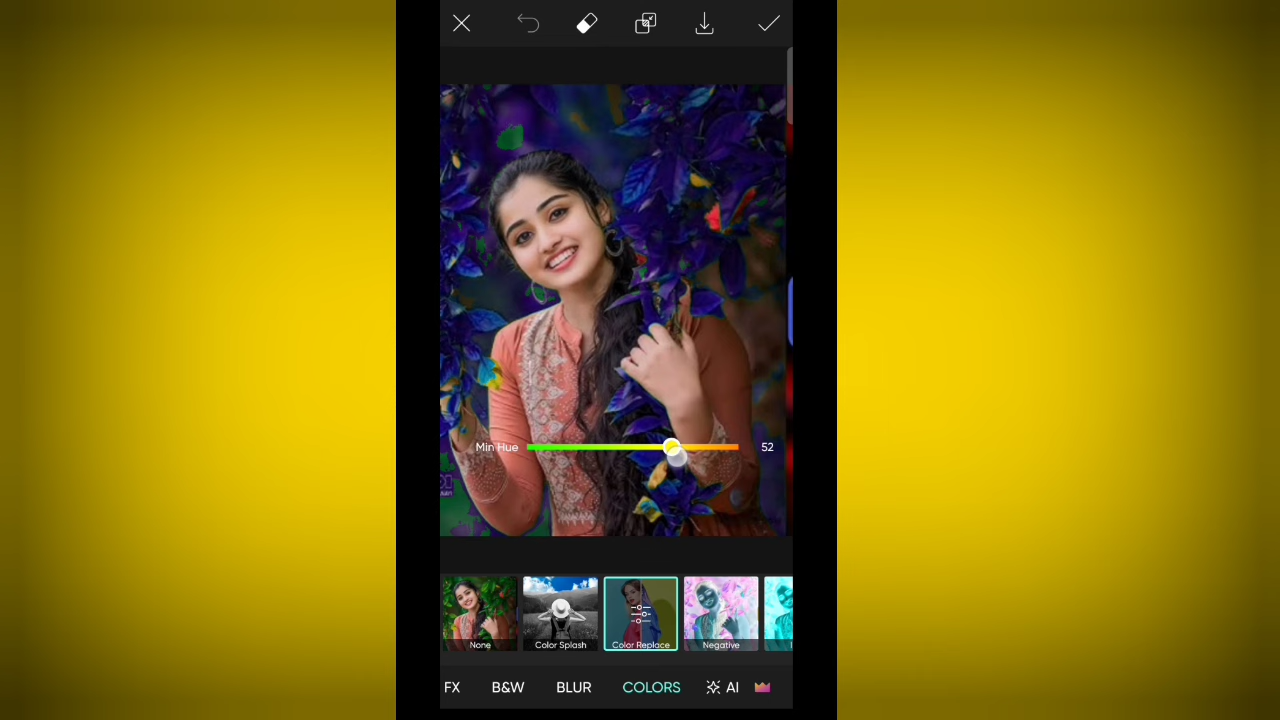 Min Hue 52
None Color Splash Color Replace Negative
FX B&W BLUR COLORS AI